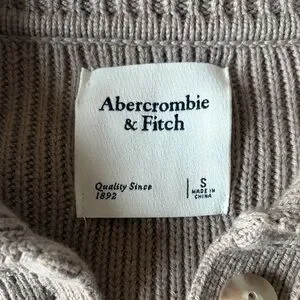 Abercrombie
& Fitch
Quality Since
1892
S
MADE IN
CHINA